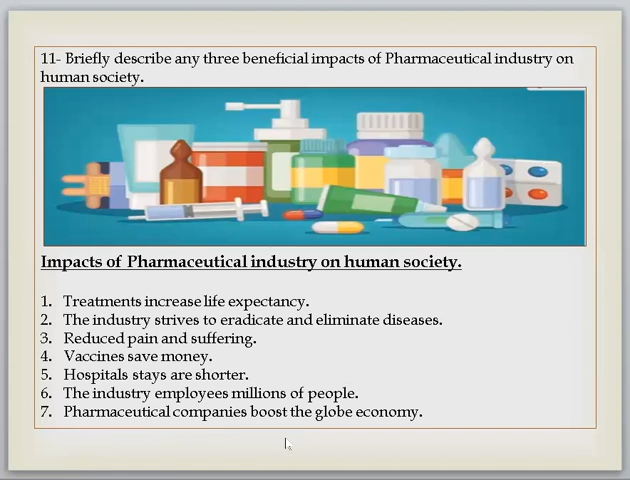 11- Briefly describe any three beneficial impacts of Pharmaceutical industry on
human society.
Impacts of Pharmaceutical industry on human society.
1. Treatments increase life expectancy.
2. The industry strives to eradicate and eliminate diseases.
3. Reduced pain and suffering.
4. Vaccines save money.
5. Hospitals stays are shorter.
6. The industry employees millions of people.
7. Pharmaceutical companies boost the globe economy.